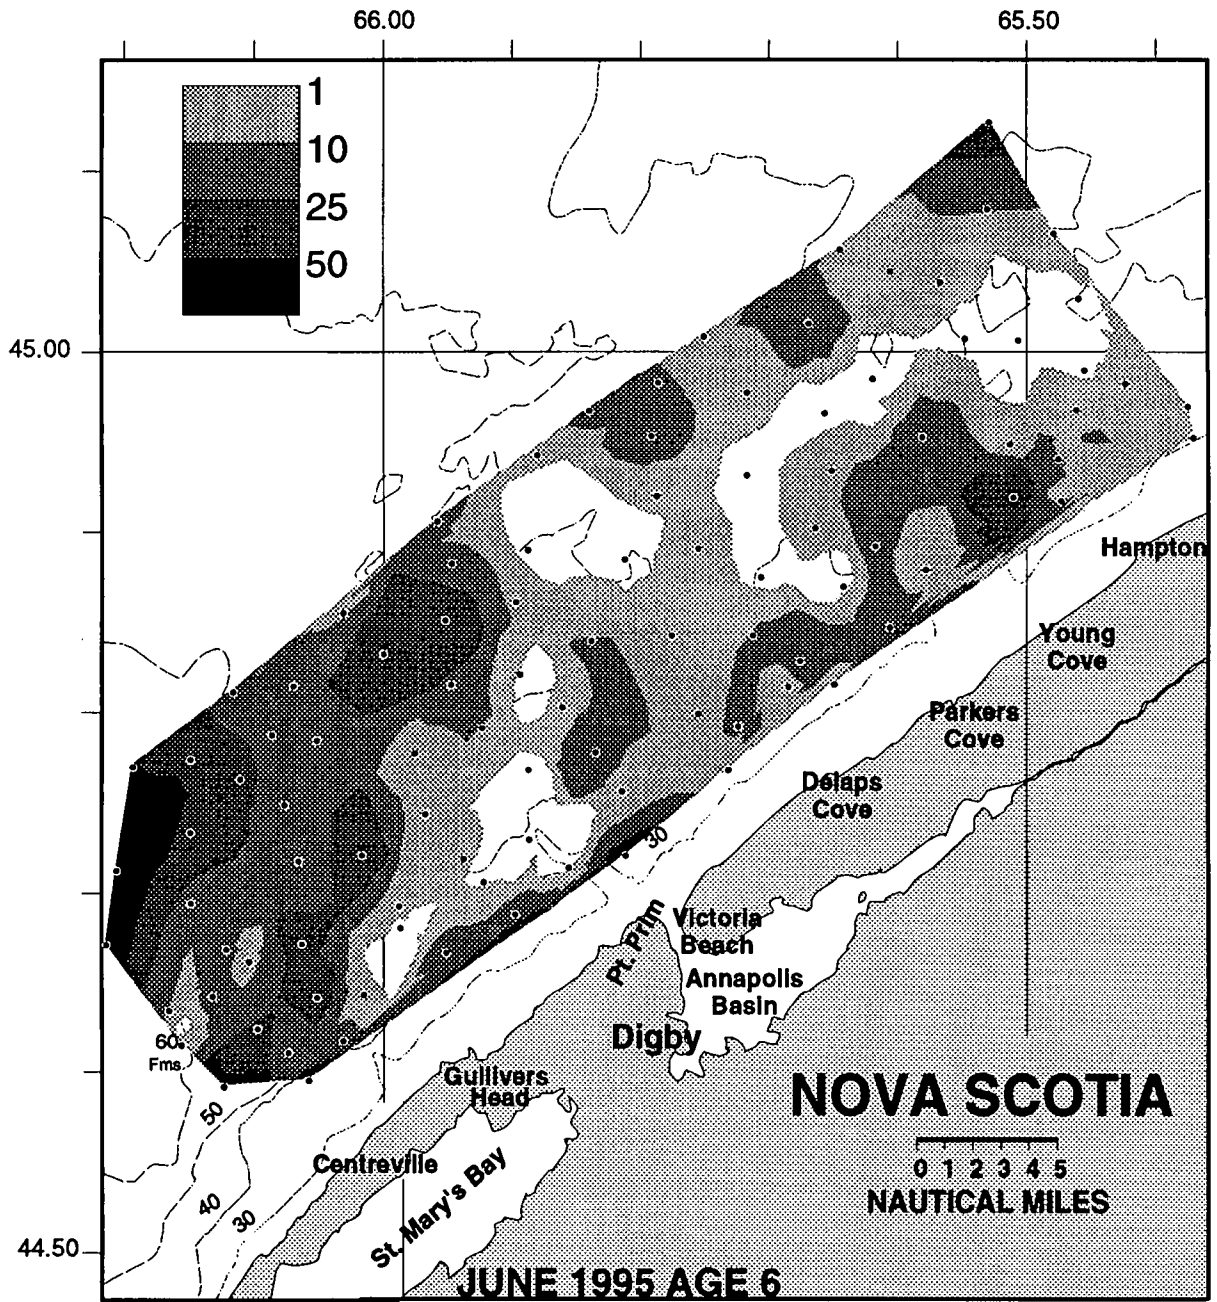 66.00
65.50
1
10
25
50
45.00
Hampton
Young
Cove
Parkers
Cove
Delaps
Cove
30
Pt. Prim
Victoria
Beach
Annapolis
Basin
Digby
60
Fms
Gullivers
Head
50
NOVA SCOTIA
0 1 2 3 4 5
NAUTICAL MILES
Centreville
St. Mary's Bay
40
30
44.50
JUNE 1995 AGE 6